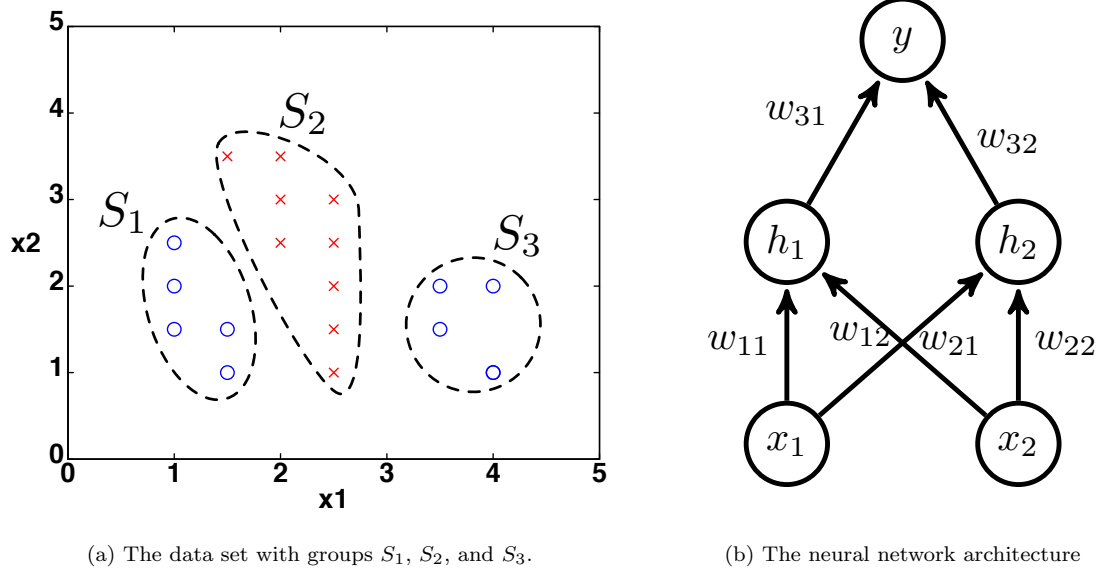 5
4
3
2
1
0
x2
0 1 2 3 4 5
x1
S₁
S₂
S₃
(a) The data set with groups S₁, S₂, and S₃.
y
w₃₁
w₃₂
h₁ h₂
w₁₁ w₁₂ w₂₁ w₂₂
x₁ x₂
(b) The neural network architecture